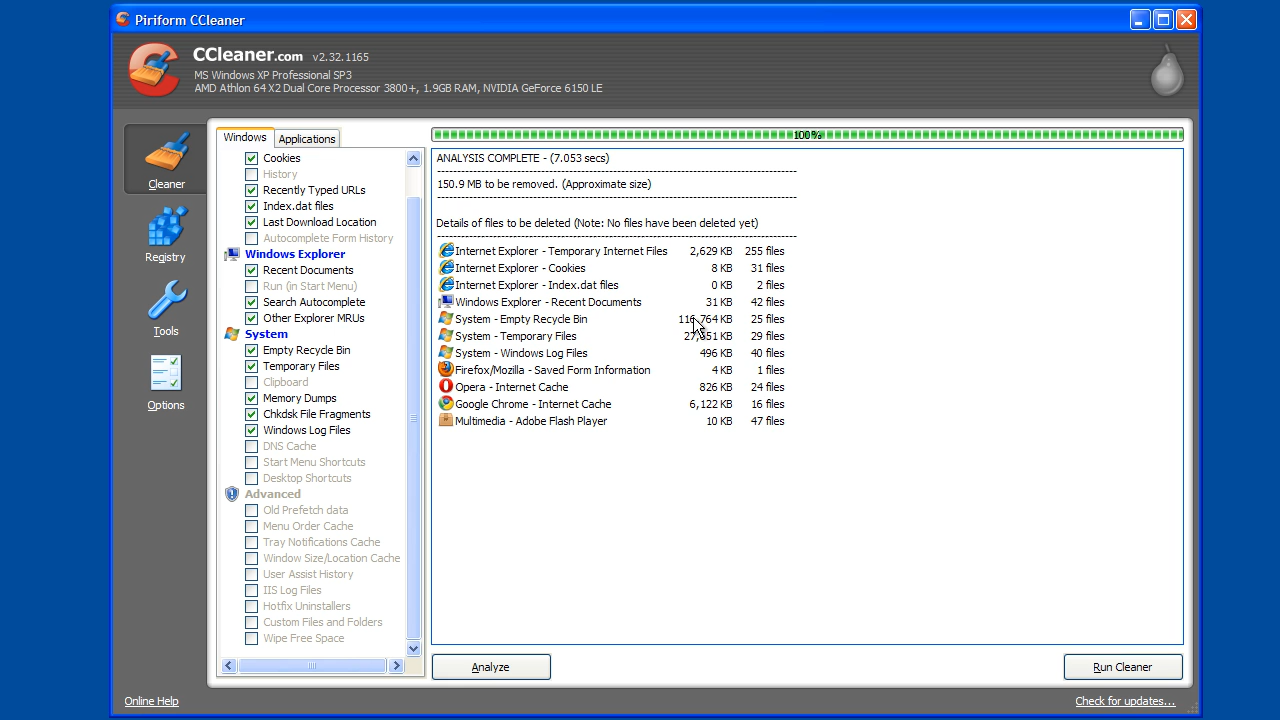 Piriform CCleaner
CCleaner.com v2.32.1165
MS Windows XP Professional SP3
AMD Athlon 64 X2 Dual Core Processor 3800+, 1.9GB RAM, NVIDIA GeForce 6150 LE
Cleaner
Registry
Tools
Options
Windows Applications
Cookies
History
Recently Typed URLs
Index.dat files
Last Download Location
Autocomplete Form History
Windows Explorer
Recent Documents
Run (in Start Menu)
Search Autocomplete
Other Explorer MRUs
System
Empty Recycle Bin
Temporary Files
Clipboard
Memory Dumps
Chkdsk File Fragments
Windows Log Files
DNS Cache
Start Menu Shortcuts
Desktop Shortcuts
Advanced
Old Prefetch data
Menu Order Cache
Tray Notifications Cache
Window Size/Location Cache
User Assist History
IIS Log Files
Hotfix Uninstallers
Custom Files and Folders
Wipe Free Space
100%
ANALYSIS COMPLETE - (7.053 secs)
150.9 MB to be removed. (Approximate size)
Details of files to be deleted (Note: No files have been deleted yet)
Internet Explorer - Temporary Internet Files 2,629 KB 255 files
Internet Explorer - Cookies 8 KB 31 files
Internet Explorer - Index.dat files 0 KB 2 files
Windows Explorer - Recent Documents 31 KB 42 files
System - Empty Recycle Bin KB 25 files
System - Temporary Files KB 29 files
System - Windows Log Files 496 KB 40 files
Firefox/Mozilla - Saved Form Information 4 KB 1 files
Opera - Internet Cache 826 KB 24 files
Google Chrome - Internet Cache 6,122 KB 16 files
Multimedia - Adobe Flash Player 10 KB 47 files
Analyze
Run Cleaner
Online Help
Check for updates...